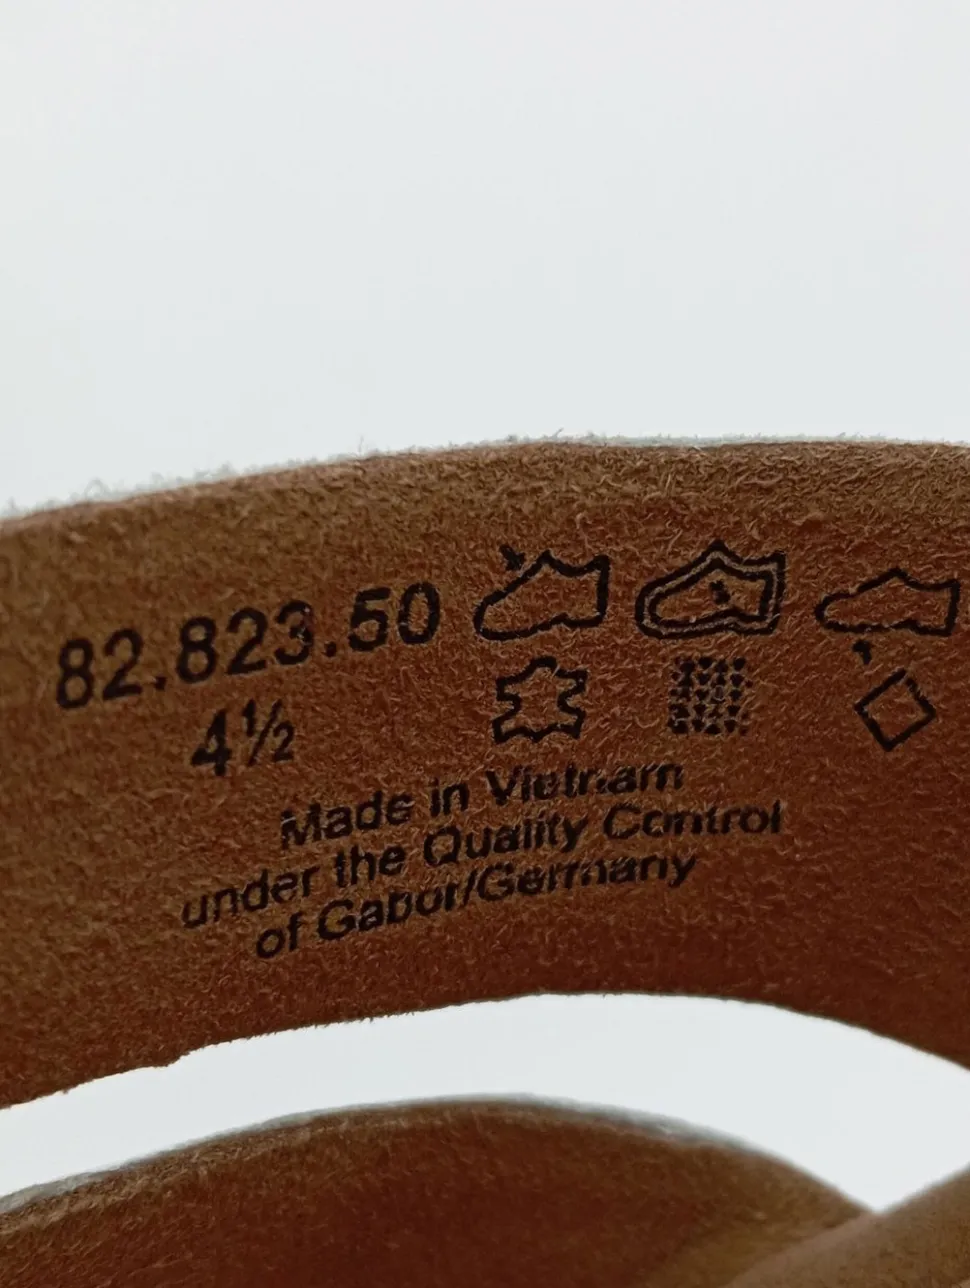 82.823.50
4½
Made in Vietnam
under the Quality Control
of Gabor/Germany